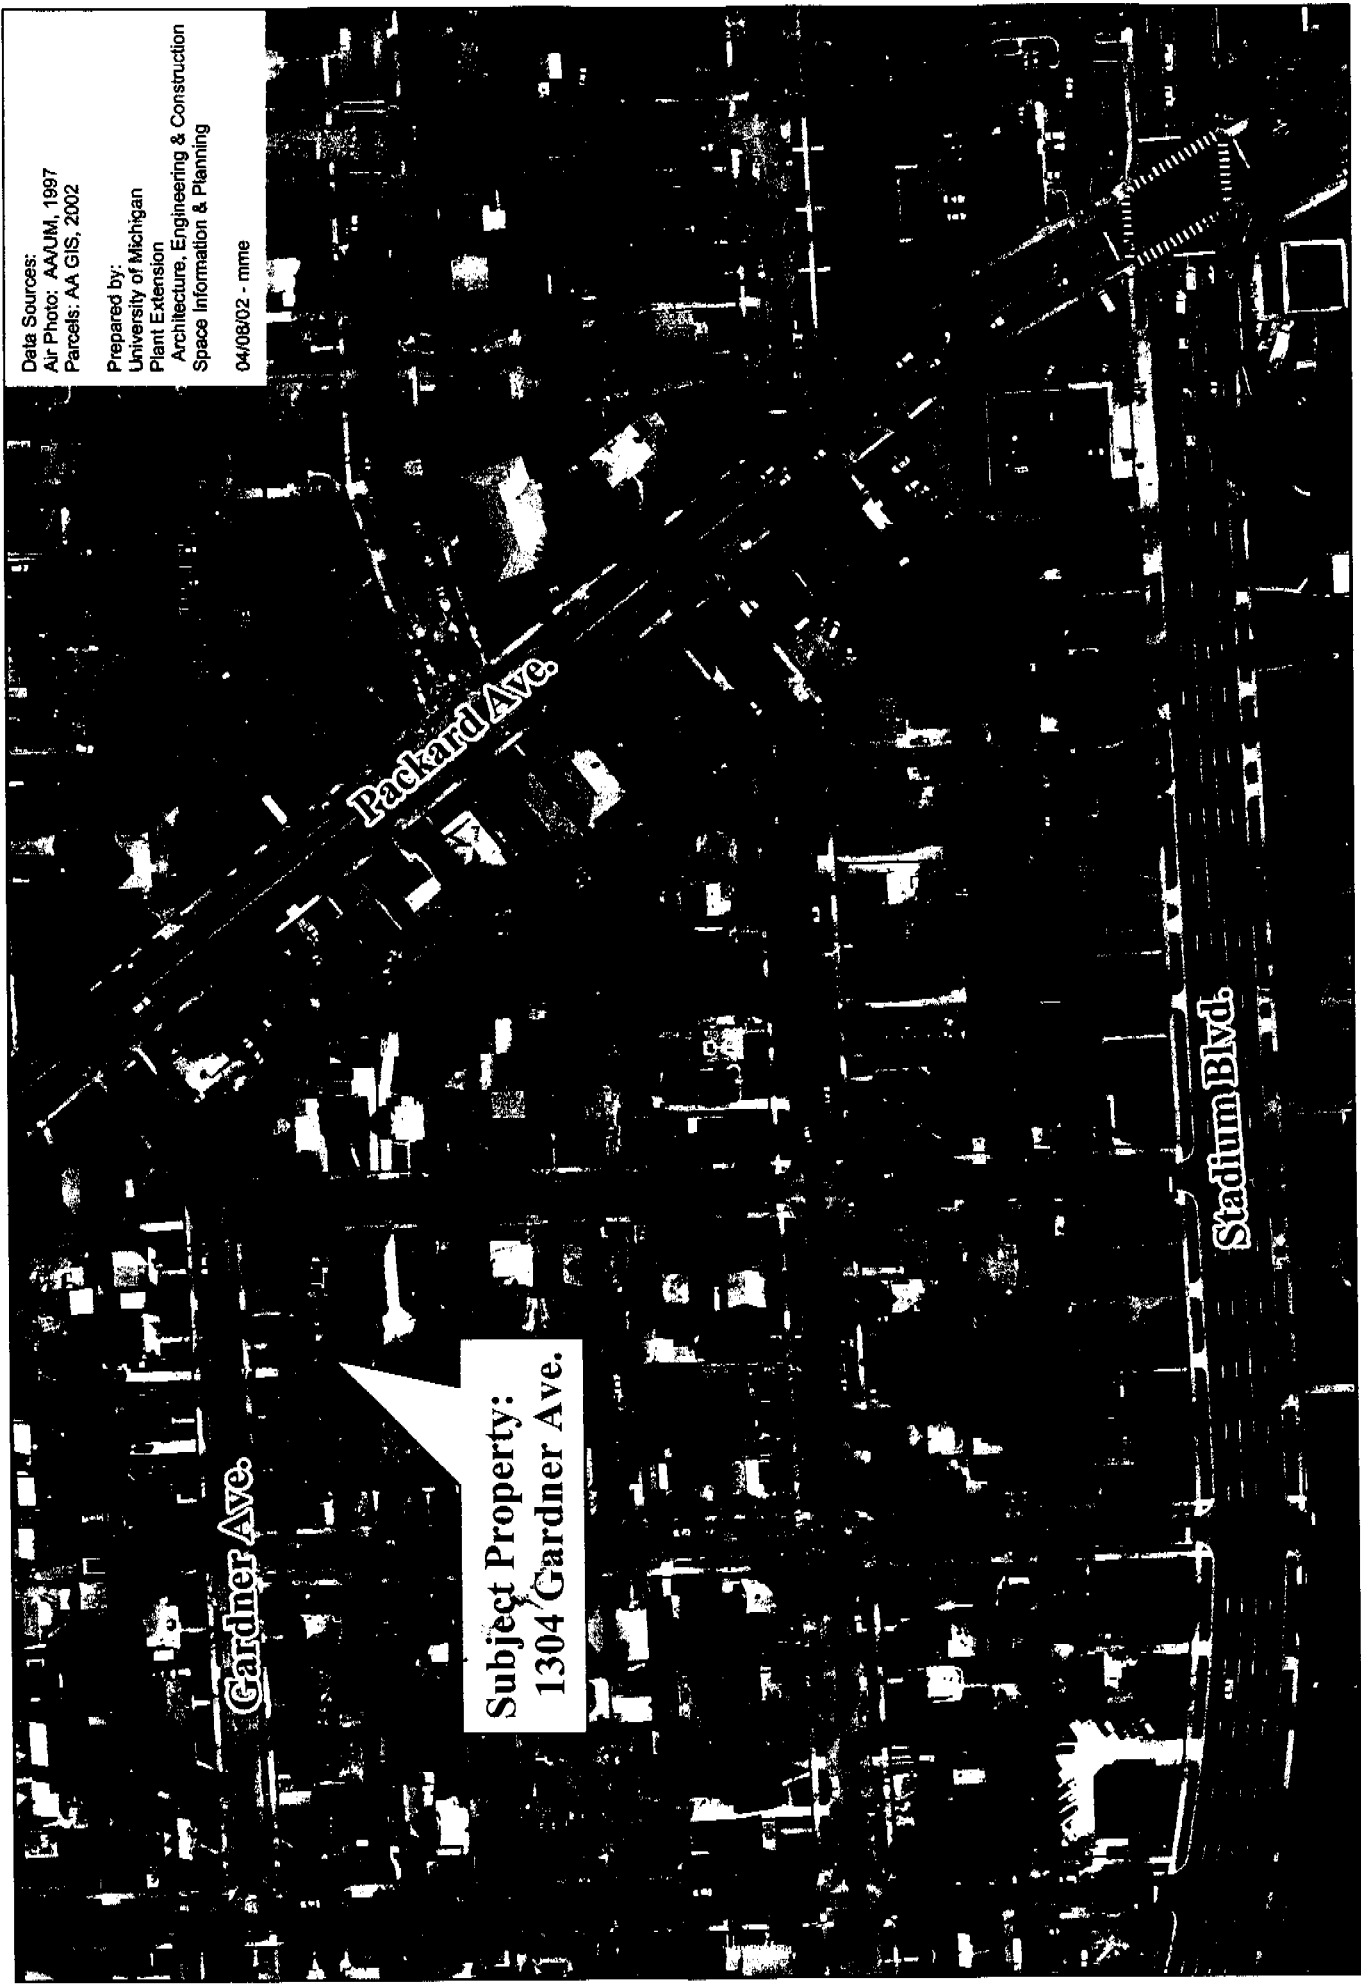 Data Sources:
Air Photo: AA/UM, 1997
Parcels: AA GIS, 2002
Prepared by:
University of Michigan
Plant Extension
Architecture, Engineering & Construction
Space Information & Planning
04/08/02 - mme
Packard Ave.
Gardner Ave.
Subject Property:
1304 Gardner Ave.
Stadium Blvd.